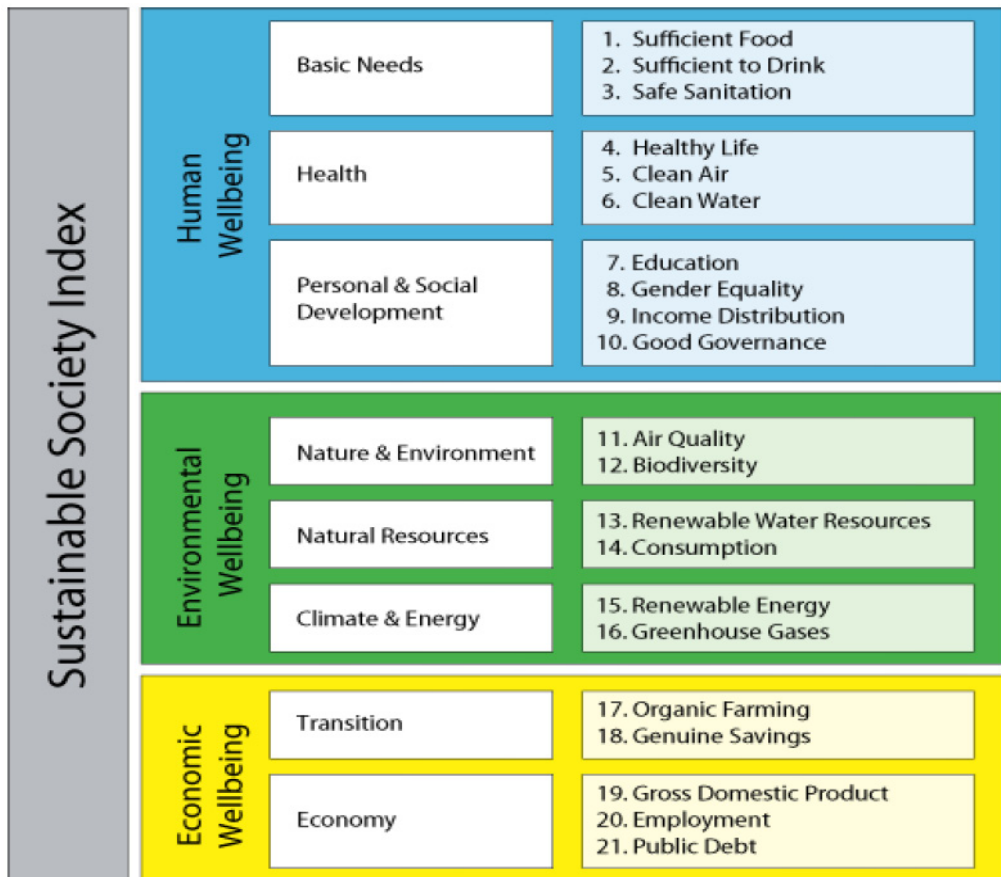 Sustainable Society Index
Human
Wellbeing
Basic Needs
1. Sufficient Food
2. Sufficient to Drink
3. Safe Sanitation
Health
4. Healthy Life
5. Clean Air
6. Clean Water
Personal & Social
Development
7. Education
8. Gender Equality
9. Income Distribution
10. Good Governance
Environmental
Wellbeing
Nature & Environment
11. Air Quality
12. Biodiversity
Natural Resources
13. Renewable Water Resources
14. Consumption
Climate & Energy
15. Renewable Energy
16. Greenhouse Gases
Economic
Wellbeing
Transition
17. Organic Farming
18. Genuine Savings
Economy
19. Gross Domestic Product
20. Employment
21. Public Debt